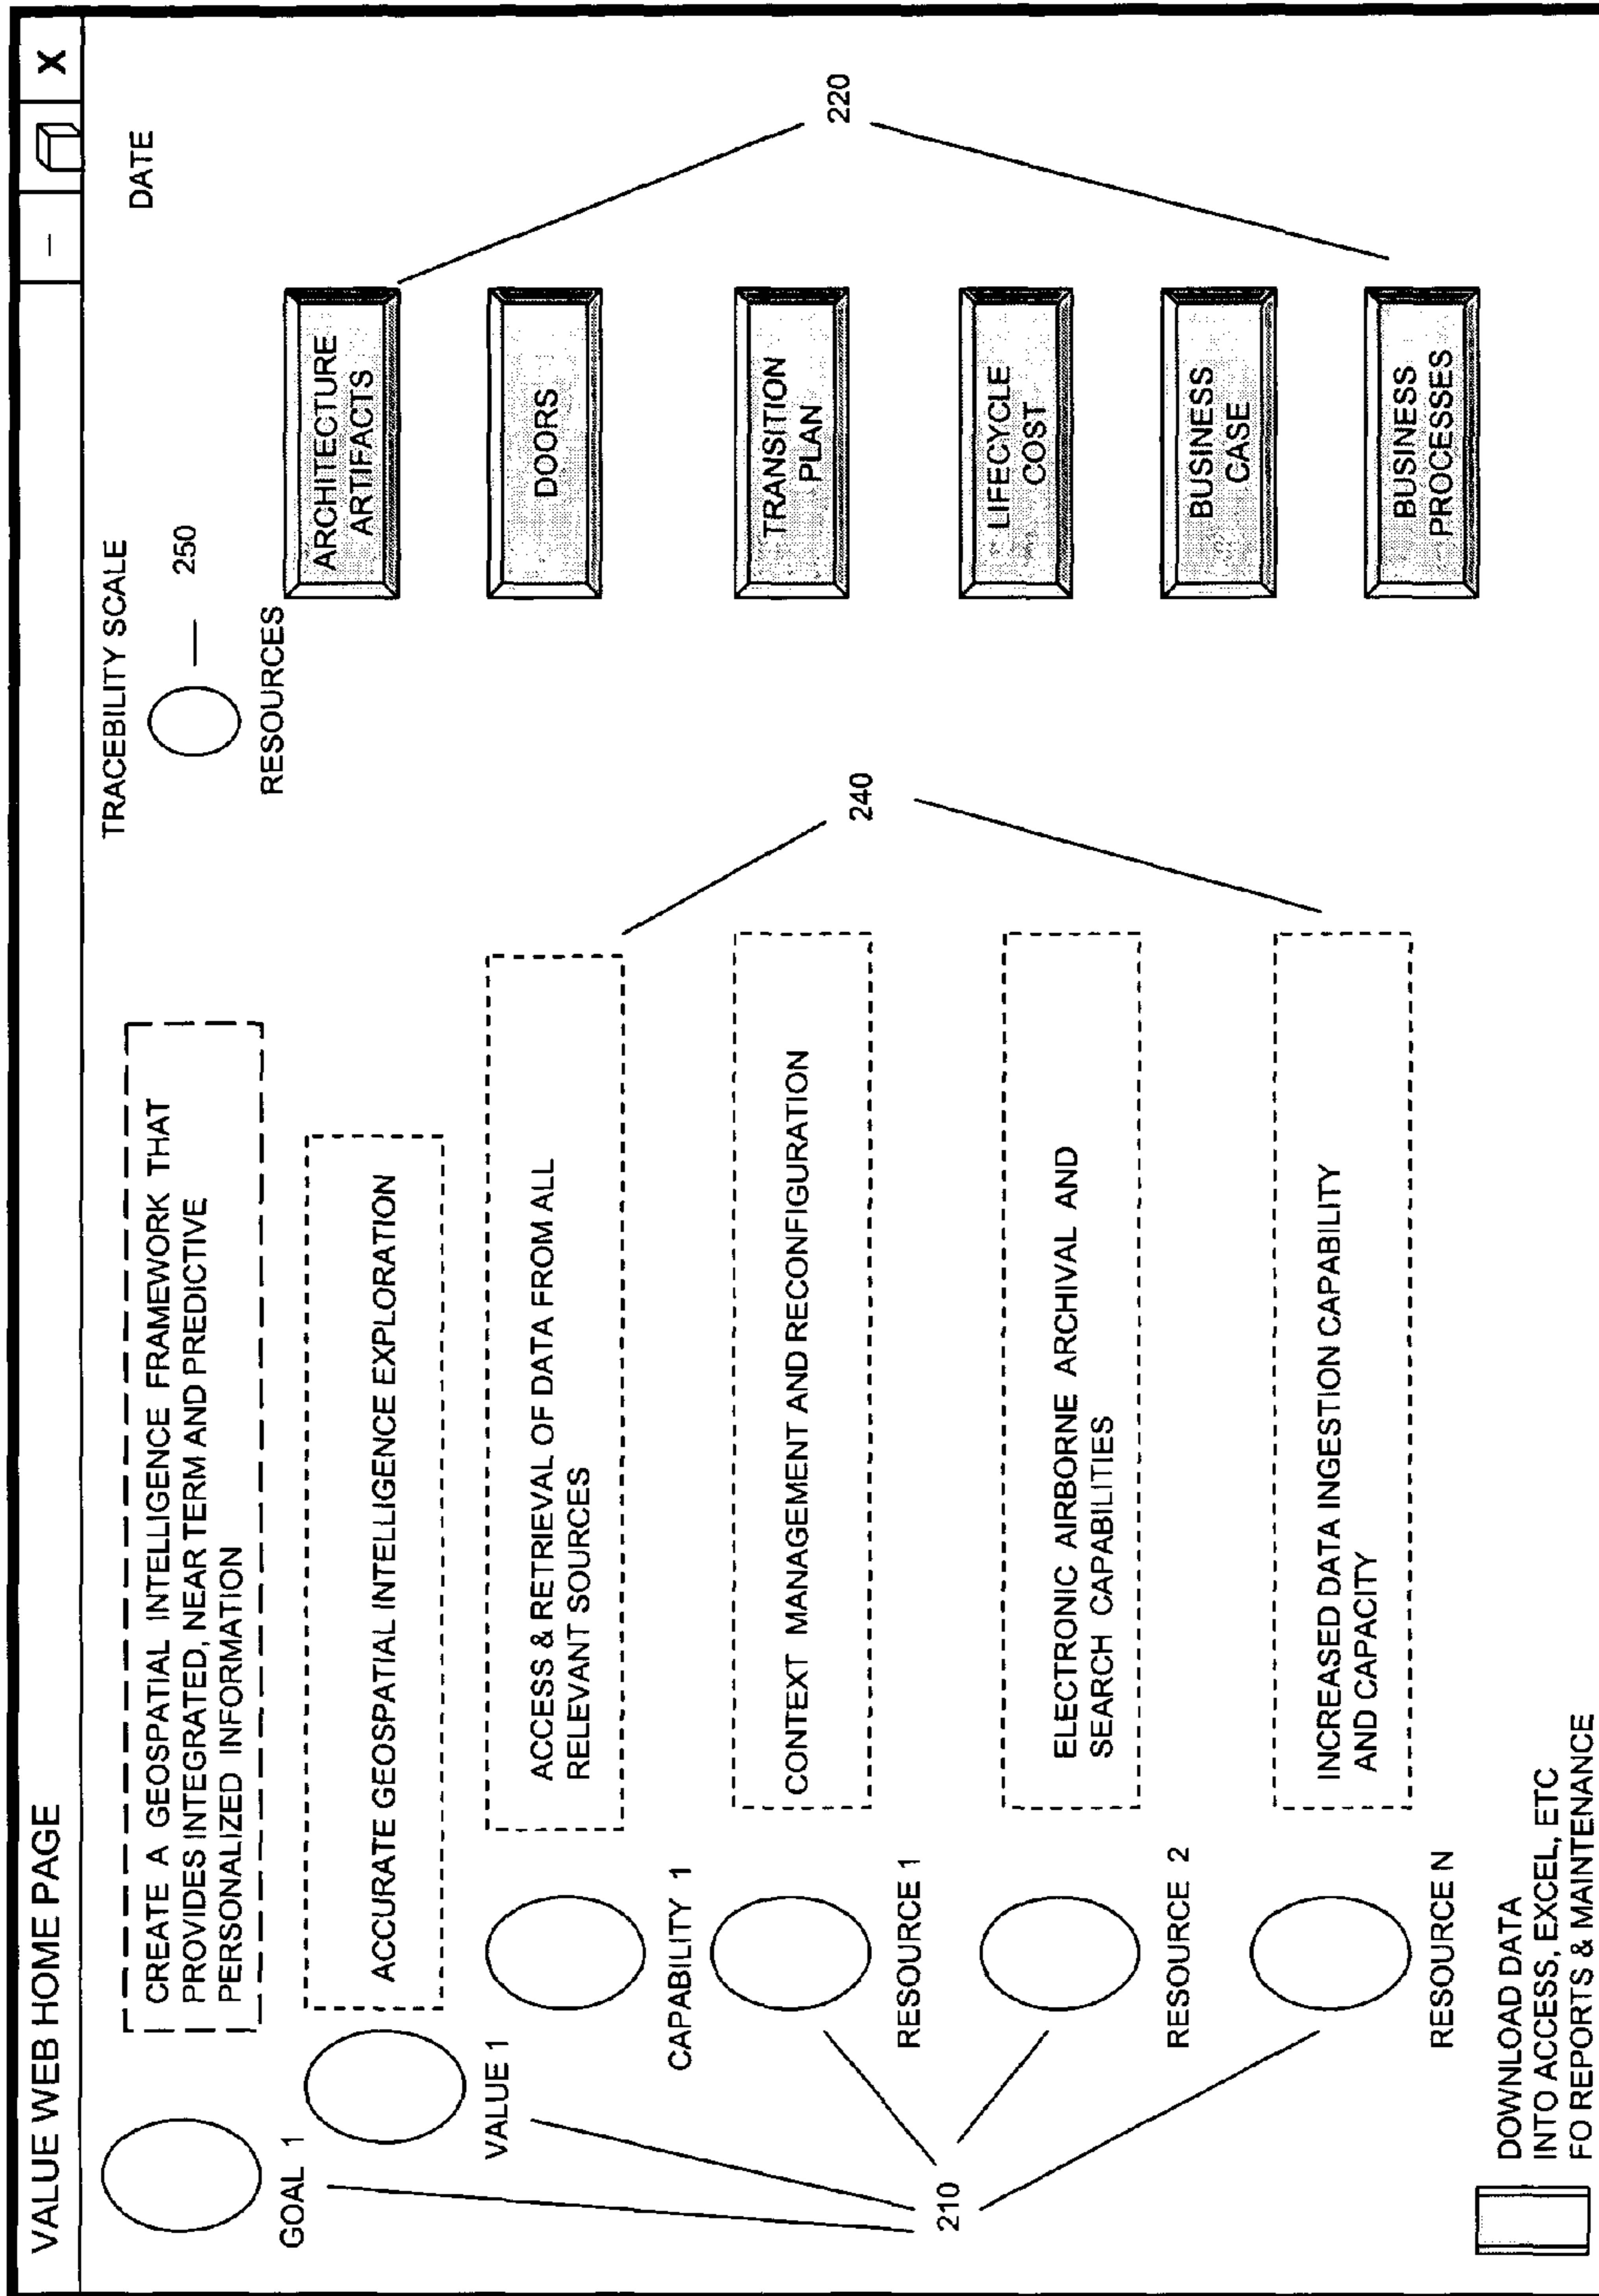 VALUE WEB HOME PAGE
– X
TRACEBILITY SCALE
DATE
250
RESOURCES
GOAL 1
CREATE A GEOSPATIAL INTELLIGENCE FRAMEWORK THAT
PROVIDES INTEGRATED, NEAR TERM AND PREDICTIVE
PERSONALIZED INFORMATION
VALUE 1
ACCURATE GEOSPATIAL INTELLIGENCE EXPLORATION
CAPABILITY 1
ACCESS & RETRIEVAL OF DATA FROM ALL
RELEVANT SOURCES
RESOURCE 1
CONTEXT MANAGEMENT AND RECONFIGURATION
RESOURCE 2
ELECTRONIC AIRBORNE ARCHIVAL AND
SEARCH CAPABILITIES
RESOURCE N
INCREASED DATA INGESTION CAPABILITY
AND CAPACITY
210
240
ARCHITECTURE
ARTIFACTS
DOORS
TRANSITION
PLAN
LIFECYCLE
COST
BUSINESS
CASE
BUSINESS
PROCESSES
220
DOWNLOAD DATA
INTO ACCESS, EXCEL, ETC
FO REPORTS & MAINTENANCE